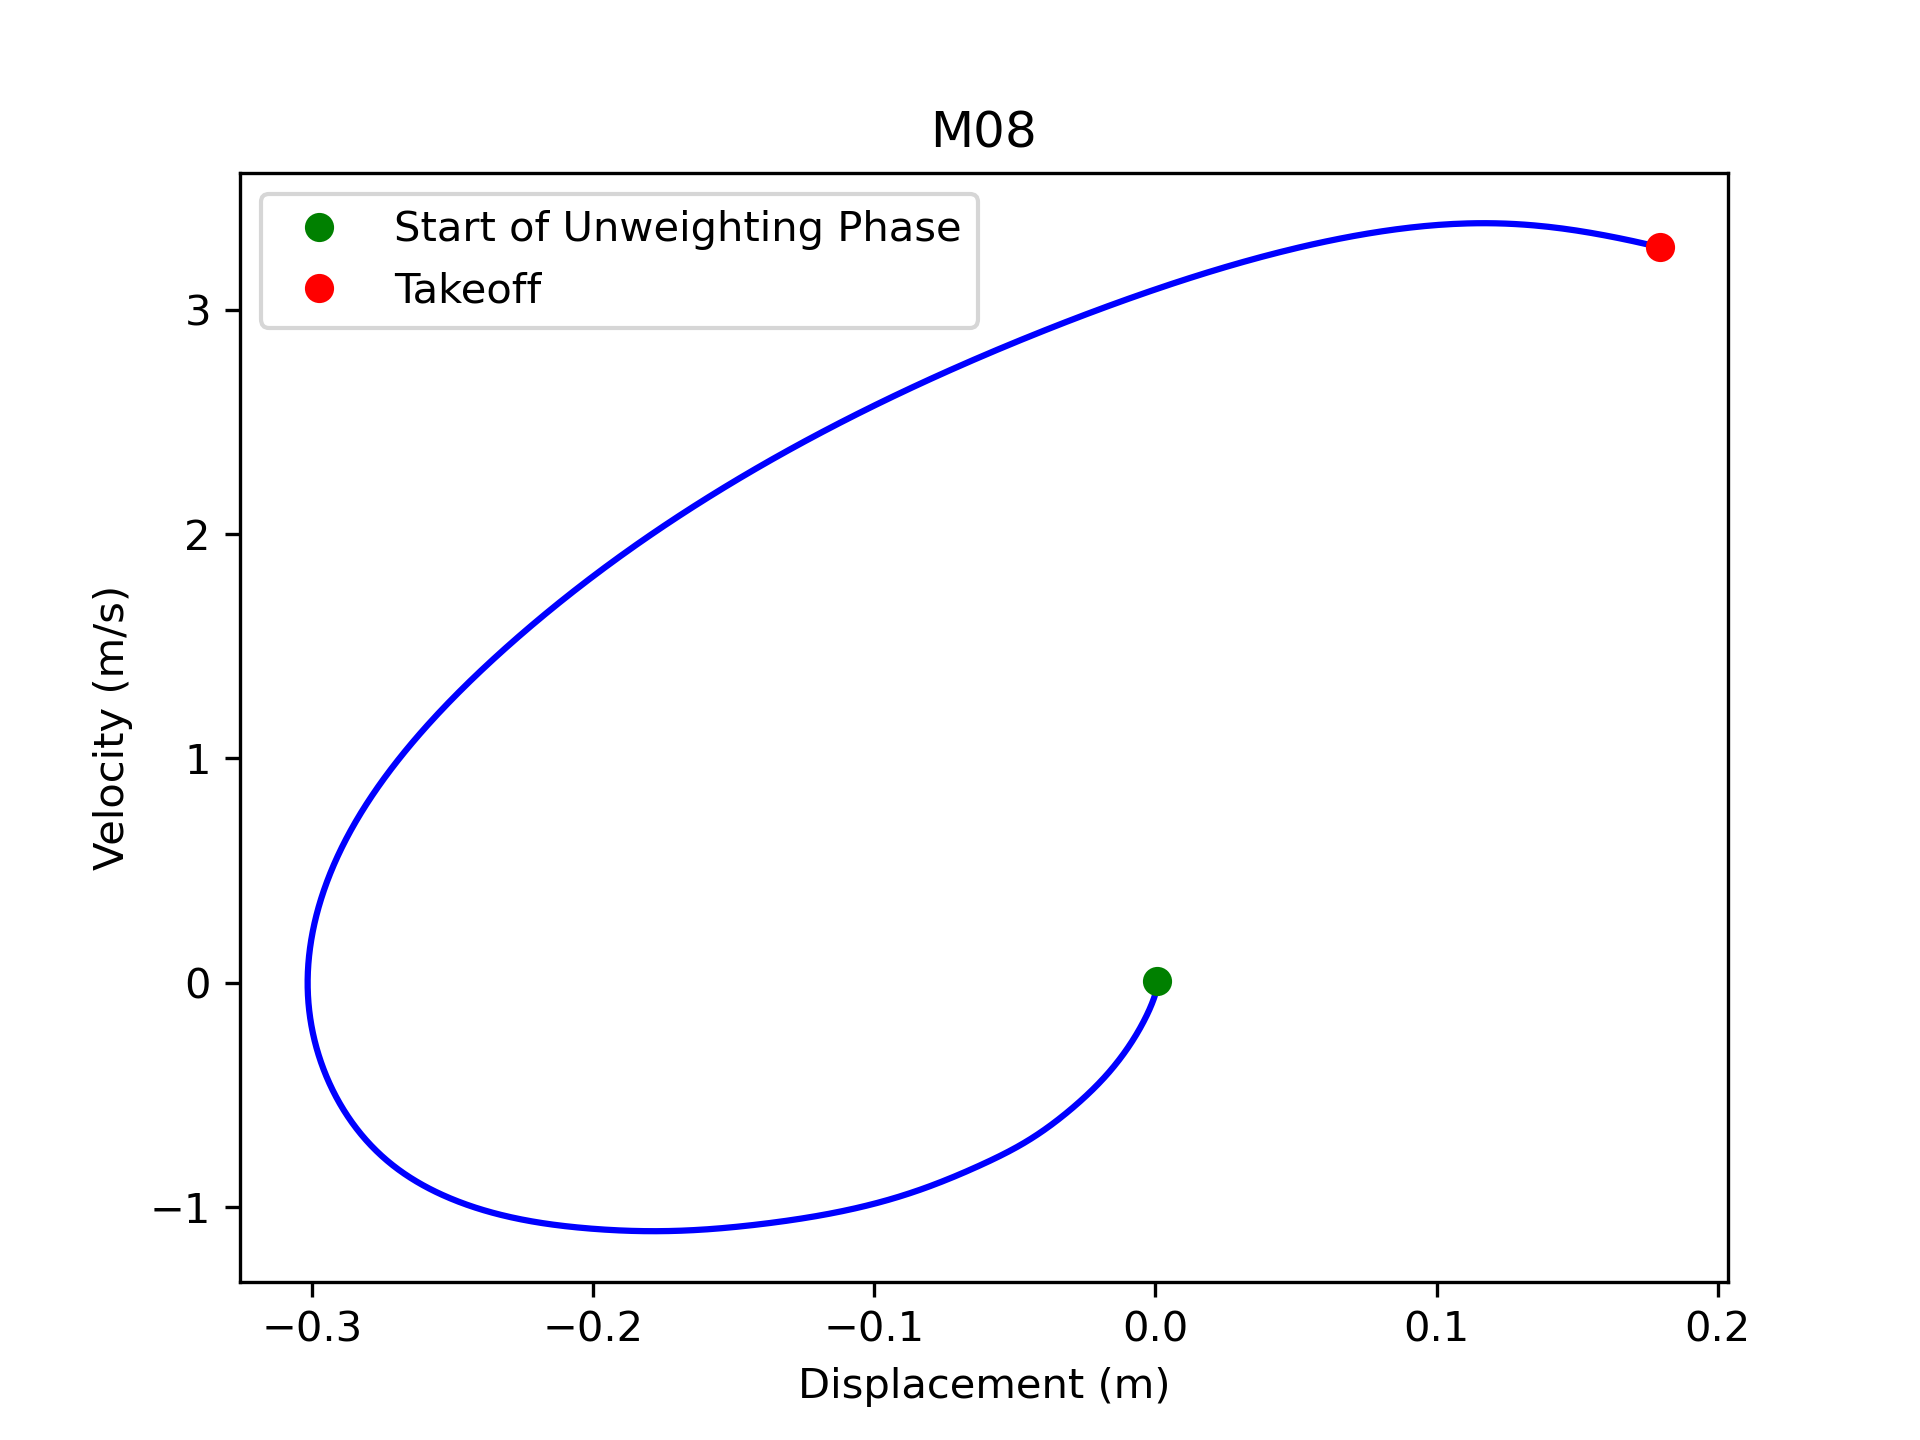 M08
Start of Unweighting Phase
Takeoff
Velocity (m/s)
3
2
1
0
−1
−0.3 −0.2 −0.1 0.0 0.1 0.2
Displacement (m)